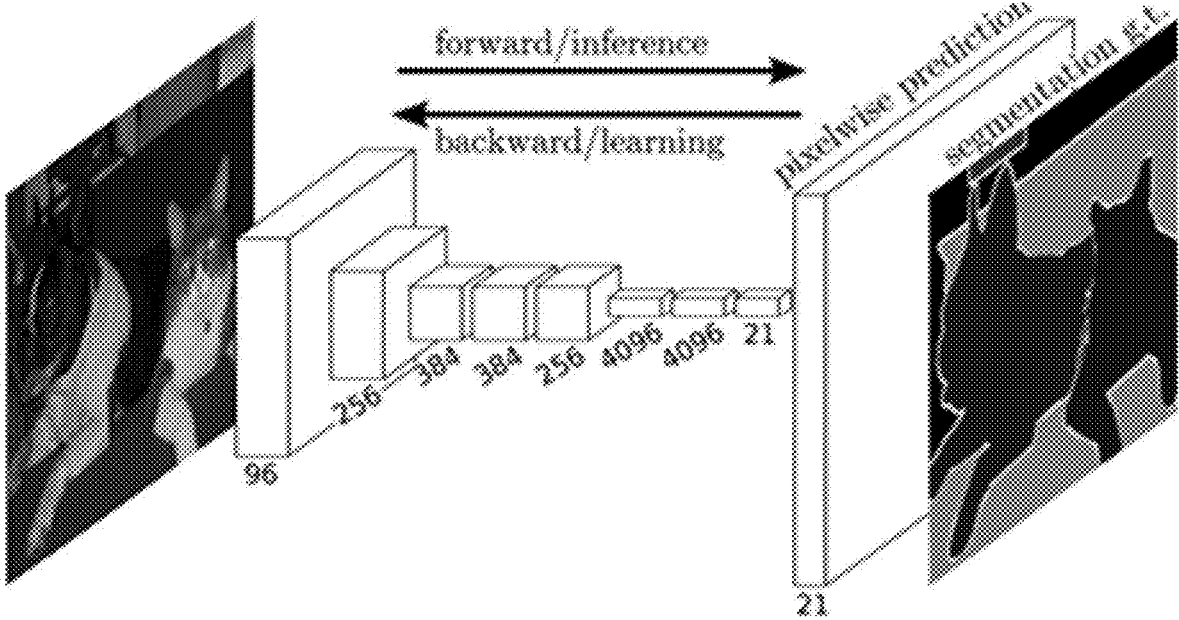 forward/inference
backward/learning
pixelwise prediction
segmentation g.t.
96
256
384
384
256
4096
4096
21
21